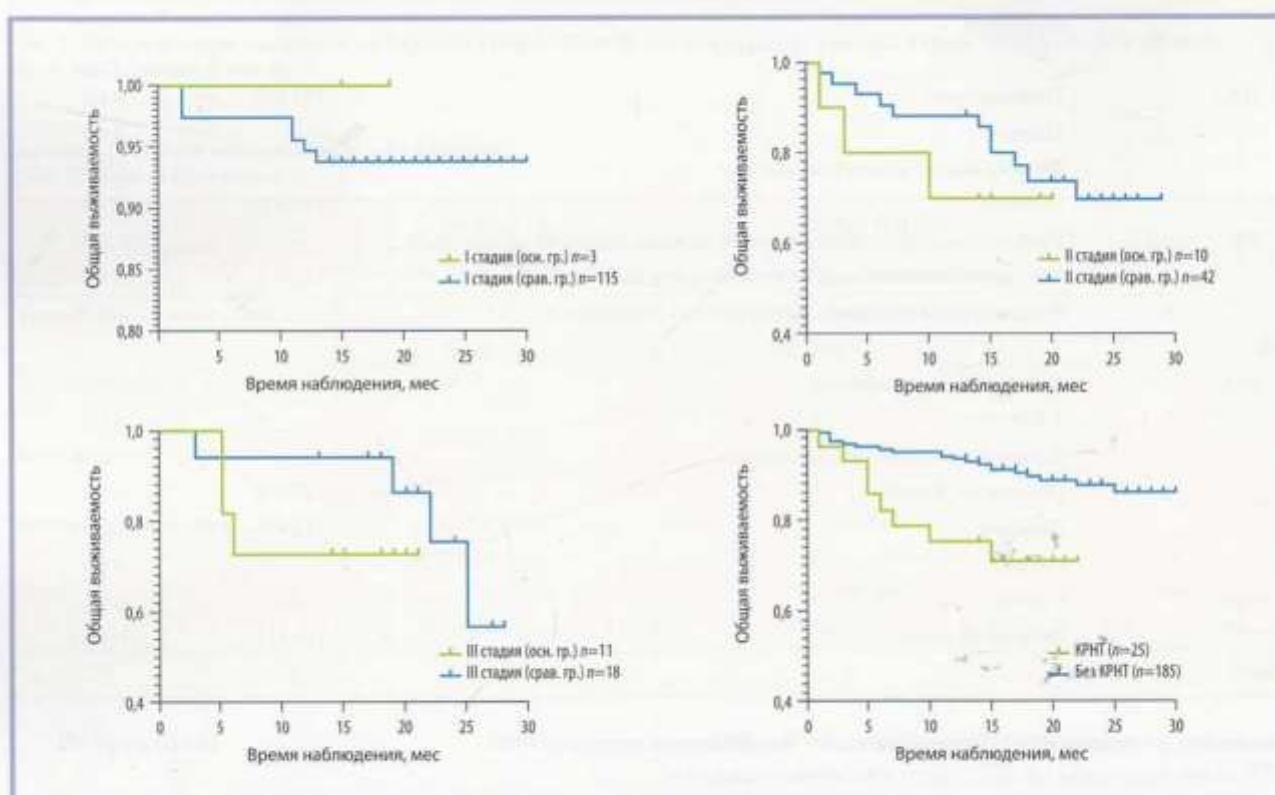 Общая выживаемость
1,00
0,95
0,90
0,85
0,80
I стадия (осн. гр.) n=3
I стадия (срав. гр.) n=115
5 10 15 20 25 30
Время наблюдения, мес
Общая выживаемость
1,0
0,8
0,6
0,4
II стадия (осн. гр.) n=10
II стадия (срав. гр.) n=42
0 5 10 15 20 25 30
Время наблюдения, мес
Общая выживаемость
1,0
0,8
0,6
0,4
III стадия (осн. гр.) n=11
III стадия (срав. гр.) n=18
0 5 10 15 20 25 30
Время наблюдения, мес
Общая выживаемость
1,0
0,8
0,6
0,4
КРНТ (n=25)
Без КРНТ (n=185)
0 5 10 15 20 25 30
Время наблюдения, мес